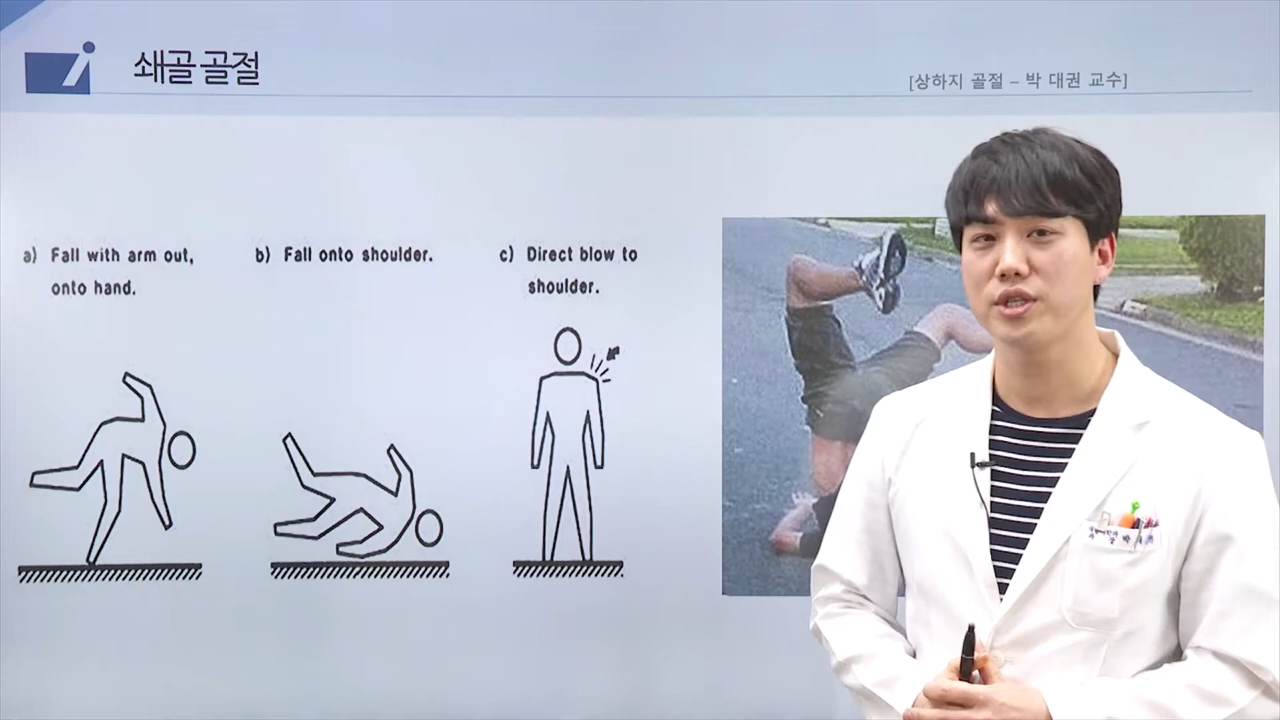 쇄골 골절
[상하지 골절 – 박 대권 교수]
a) Fall with arm out,
onto hand.
b) Fall onto shoulder.
c) Direct blow to
shoulder.